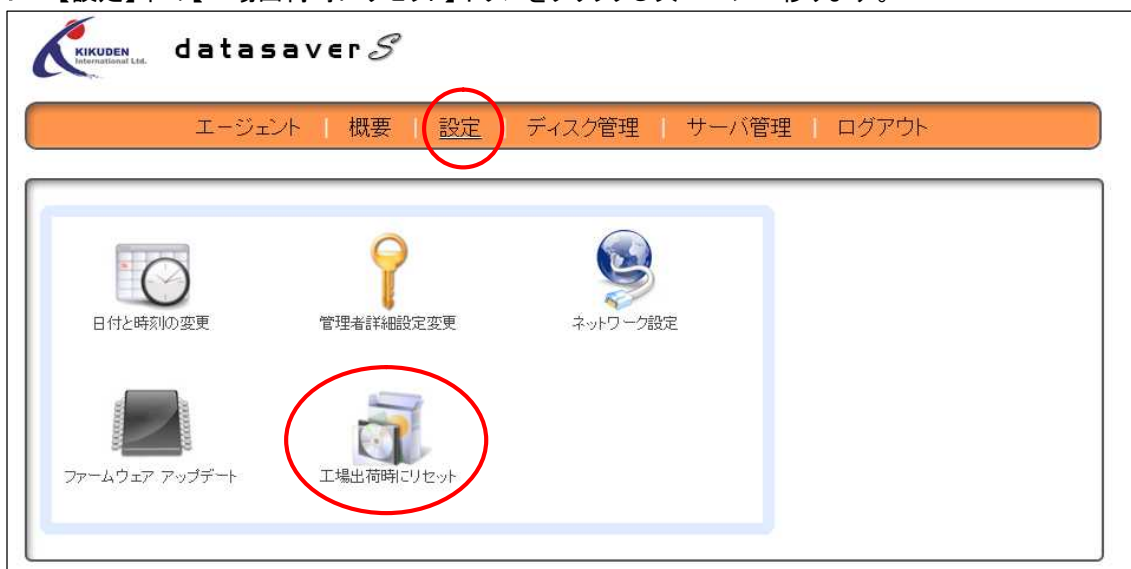 KIKUDEN
International Ltd.
datasaver S
エージェント | 概要 | 設定 | ディスク管理 | サーバ管理 | ログアウト
日付と時刻の変更
管理者詳細設定変更
ネットワーク設定
ファームウェア アップデート
工場出荷時にリセット